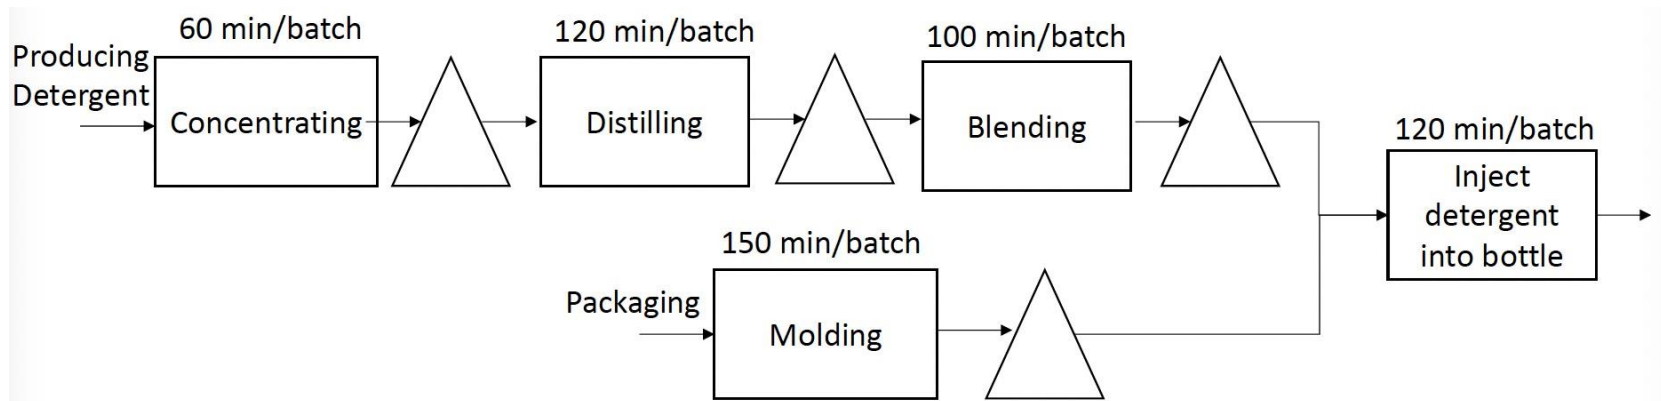 60 min/batch
120 min/batch
100 min/batch
Producing
Detergent
Concentrating
Distilling
Blending
120 min/batch
Inject
detergent
into bottle
150 min/batch
Packaging
Molding